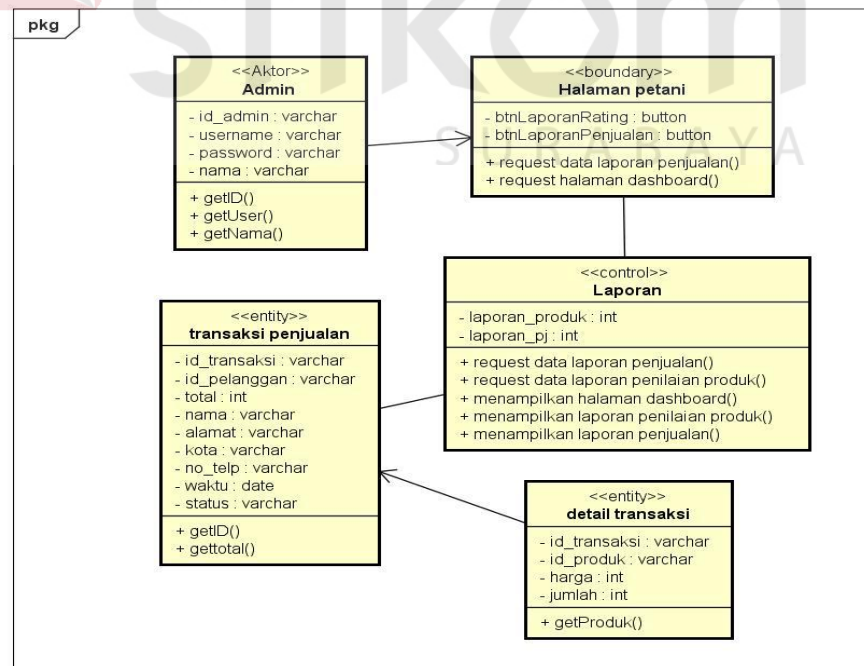 stikom
SURABAYA
pkg
<<Aktor>>
Admin
- id_admin : varchar
- username : varchar
- password : varchar
- nama : varchar
+ getID()
+ getUser()
+ getNama()
<<boundary>>
Halaman petani
- btnLaporanRating : button
- btnLaporanPenjualan : button
+ request data laporan penjualan()
+ request halaman dashboard()
<<control>>
Laporan
- laporan_produk : int
- laporan_pj : int
+ request data laporan penjualan()
+ request data laporan penilaian produk()
+ menampilkan halaman dashboard()
+ menampilkan laporan penilaian produk()
+ menampilkan laporan penjualan()
<<entity>>
transaksi penjualan
- id_transaksi : varchar
- id_pelanggan : varchar
- total : int
- nama : varchar
- alamat : varchar
- kota : varchar
- no_telp : varchar
- waktu : date
- status : varchar
+ getID()
+ gettotal()
<<entity>>
detail transaksi
- id_transaksi : varchar
- id_produk : varchar
- harga : int
- jumlah : int
+ getProduk()